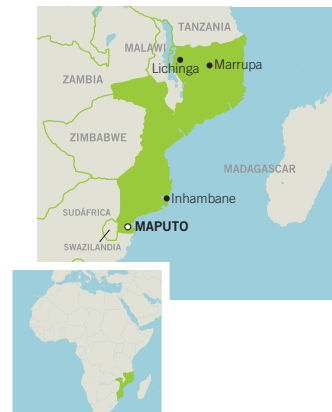 TANZANIA
MALAWI
Lichinga
Marrupa
ZAMBIA
ZIMBABWE
MADAGASCAR
Inhambane
SUDÁFRICA
MAPUTO
SWAZILANDIA